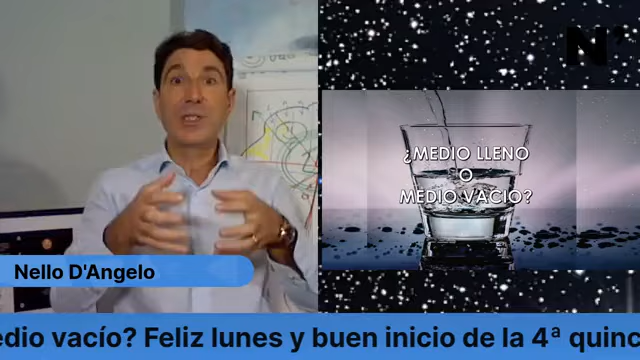 N'
¿MEDIO LLENO
O
MEDIO VACÍO?
Nello D'Angelo
edio vacío? Feliz lunes y buen inicio de la 4ª quinc